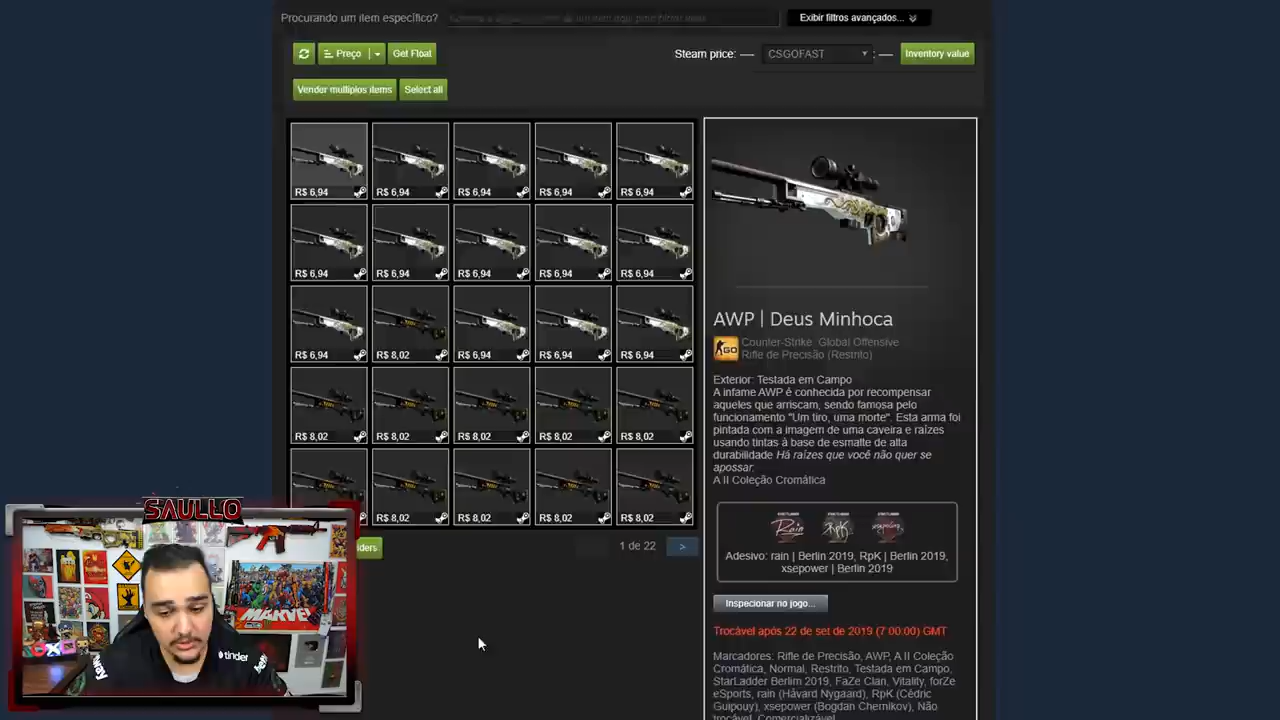 Procurando um item específico?
Exibir filtros avançados...
Preço
Get Float
Steam price: —
CSGOFAST
: —
Inventory value
Vender multiplos items
Select all
R$ 6,94
R$ 6,94
R$ 6,94
R$ 6,94
R$ 6,94
R$ 6,94
R$ 6,94
R$ 6,94
R$ 6,94
R$ 6,94
R$ 6,94
R$ 8,02
R$ 6,94
R$ 6,94
R$ 6,94
R$ 8,02
R$ 8,02
R$ 8,02
R$ 8,02
R$ 8,02
R$ 8,02
R$ 8,02
R$ 8,02
R$ 8,02
1 de 22
>
AWP | Deus Minhoca
Counter-Strike: Global Offensive
Rifle de Precisão (Restrito)
Exterior: Testada em Campo
A infame AWP é conhecida por recompensar
aqueles que arriscam, sendo famosa pelo
funcionamento "Um tiro, uma morte". Esta arma foi
pintada com a imagem de uma caveira e raízes
usando tintas à base de esmalte de alta
durabilidade Há raízes que você não quer se
apossar.
A II Coleção Cromática
Adesivo: rain | Berlin 2019, RpK | Berlin 2019,
xsepower | Berlin 2019
Inspecionar no jogo...
Trocável após 22 de set de 2019 (7:00:00) GMT
Marcadores: Rifle de Precisão, AWP, A II Coleção
Cromática, Normal, Restrito, Testada em Campo,
StarLadder Berlim 2019, FaZe Clan, Vitality, forZe
eSports, rain (Håvard Nygaard), RpK (Cédric
Guipouy), xsepower (Bogdan Chernikov), Não
trocável, Comercializável
SAULLO
MARVEL
tinder